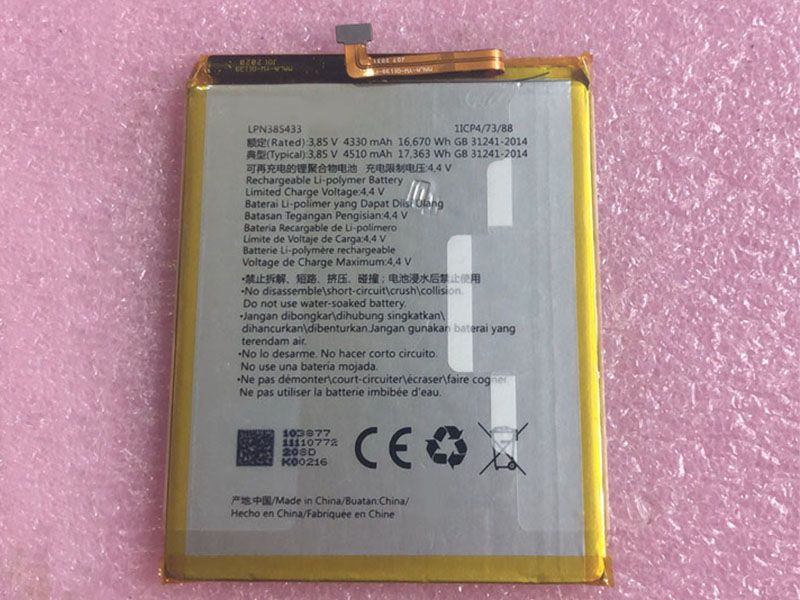 LPN385433 1ICP4/73/88
额定(Rated):3,85 V 4330 mAh 16,670 Wh GB 31241-2014
典型(Typical):3,85 V 4510 mAh 17,363 Wh GB 31241-2014
可再充电的锂聚合物电池 充电限制电压:4,4 V
Rechargeable Li-polymer Battery
Limited Charge Voltage:4,4 V
Baterai Li-polimer yang Dapat Diisi Ulang
Batasan Tegangan Pengisian:4,4 V
Bateria Recargable de Li-polímero
Límite de Voltaje de Carga:4,4 V
Batterie Li-polymère rechargeable
Voltage de Charge Maximum:4,4 V
•禁止拆解、短路、挤压、碰撞；电池浸水后禁止使用
•No disassemble\short-circuit\crush\collision.
Do not use water-soaked battery.
•Jangan dibongkar\dihubung singkatkan\
dihancurkan\dibenturkan.Jangan gunakan baterai yang
terendam air.
•No lo desarme. No hacer corto circuito.
No use una batería mojada.
•Ne pas démonter\court-circuiter\écraser\faire cogner
Ne pas utiliser la batterie imbibée d'eau.
103877
11110772
208D
K00216
CE
产地:中国/Made in China/Buatan:China/
Hecho en China/Fabriquée en Chine